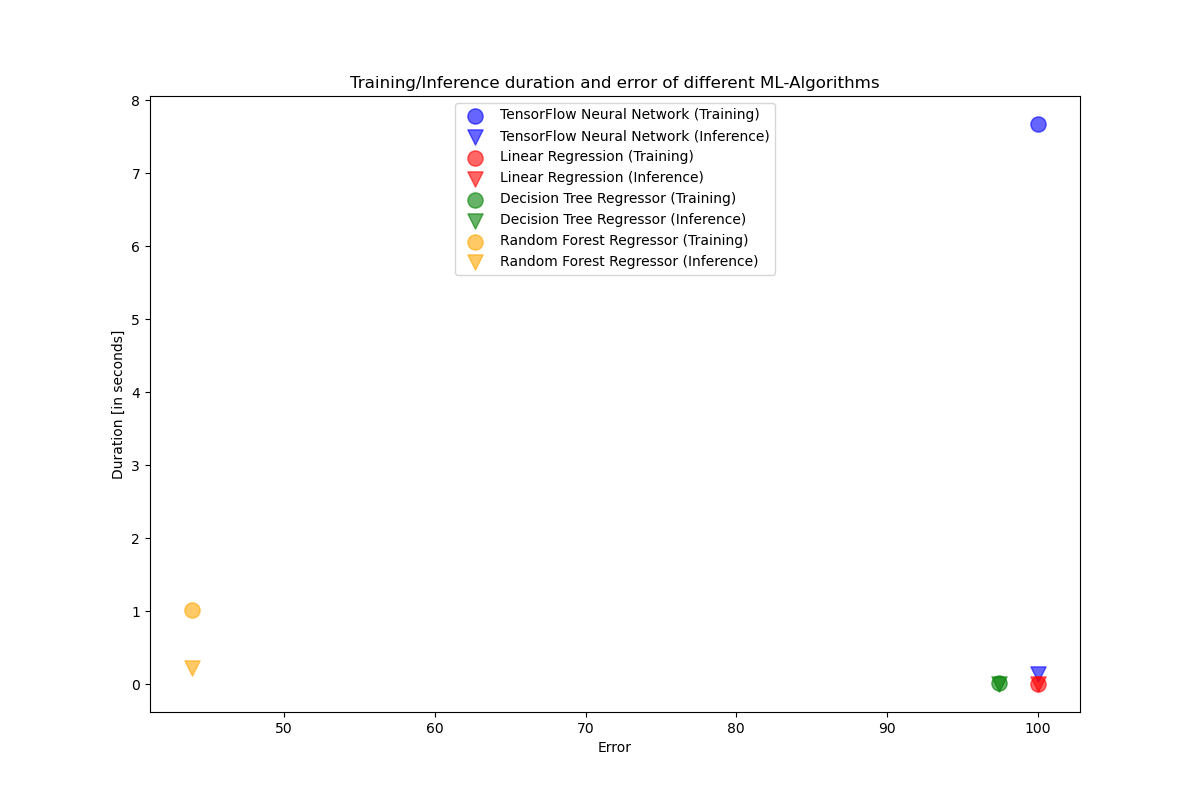 Training/Inference duration and error of different ML-Algorithms
TensorFlow Neural Network (Training)
TensorFlow Neural Network (Inference)
Linear Regression (Training)
Linear Regression (Inference)
Decision Tree Regressor (Training)
Decision Tree Regressor (Inference)
Random Forest Regressor (Training)
Random Forest Regressor (Inference)
Duration [in seconds]
8
7
6
5
4
3
2
1
0
50 60 70 80 90 100
Error